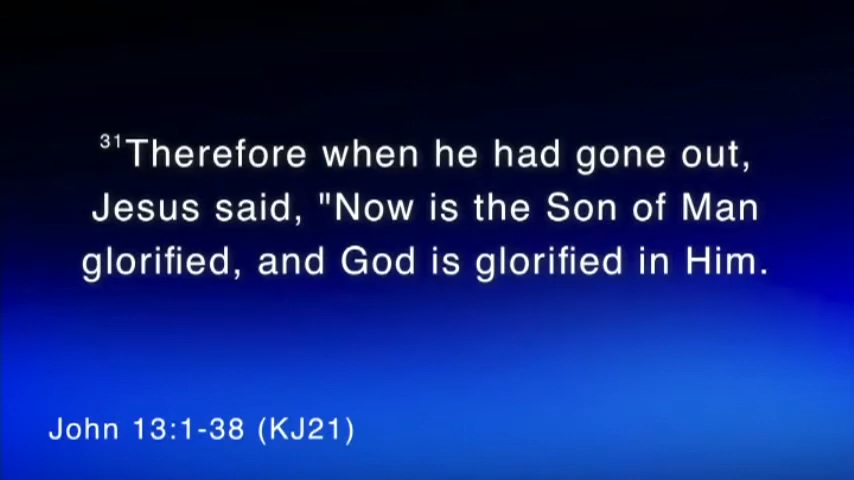 31Therefore when he had gone out,
Jesus said, "Now is the Son of Man
glorified, and God is glorified in Him.
John 13:1-38 (KJ21)